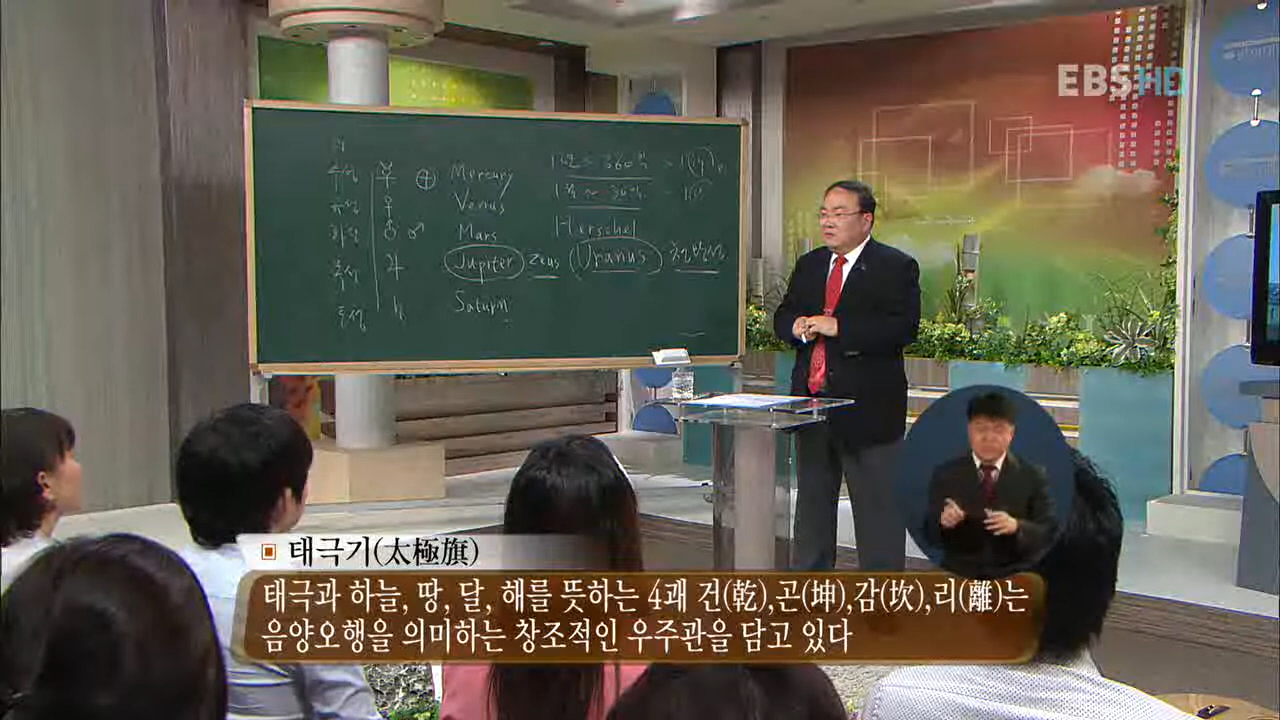 EBS HD
수성 Mercury
금성 Venus
화성 Mars
목성 Jupiter Zeus
토성 Saturn
Herschel
Uranus 천왕성
태극기(太極旗)
태극과 하늘, 땅, 달, 해를 뜻하는 4괘 건(乾),곤(坤),감(坎),리(離)는
음양오행을 의미하는 창조적인 우주관을 담고 있다